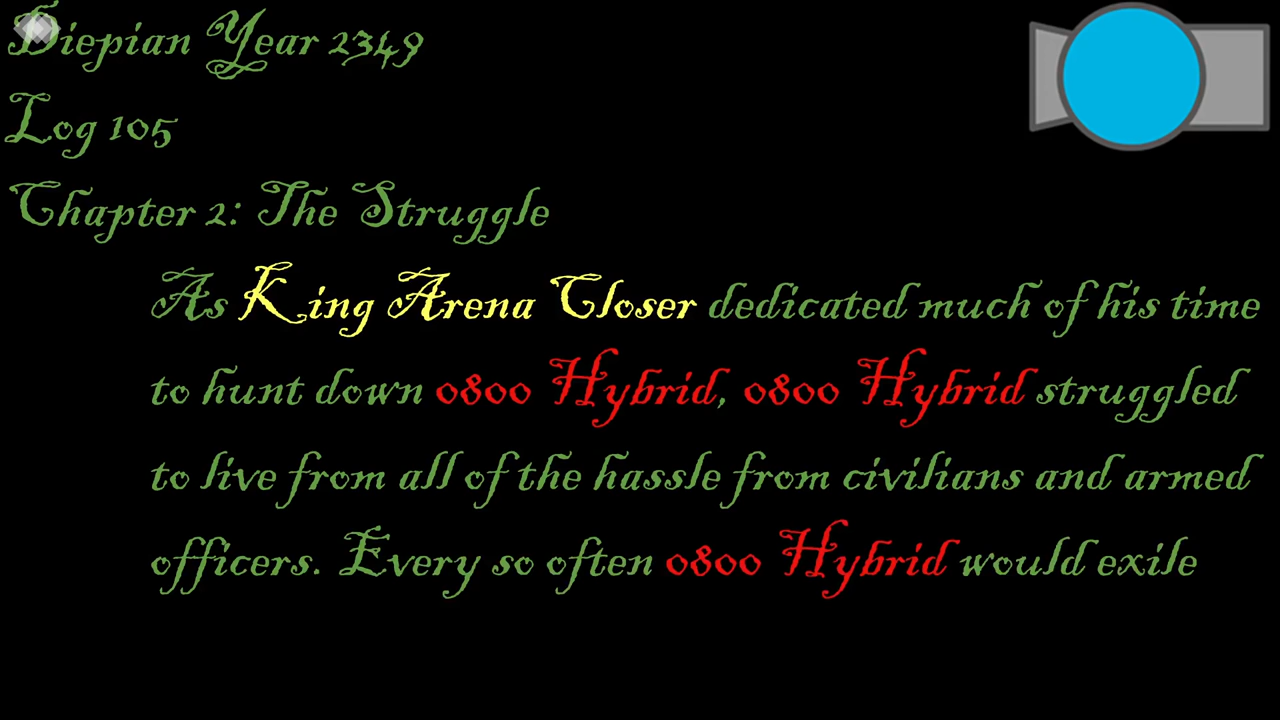 Diepian Year 2349
Log 105
Chapter 2: The Struggle
As King Arena Closer dedicated much of his time
to hunt down 0800 Hybrid, 0800 Hybrid struggled
to live from all of the hassle from civilians and armed
officers. Every so often 0800 Hybrid would exile